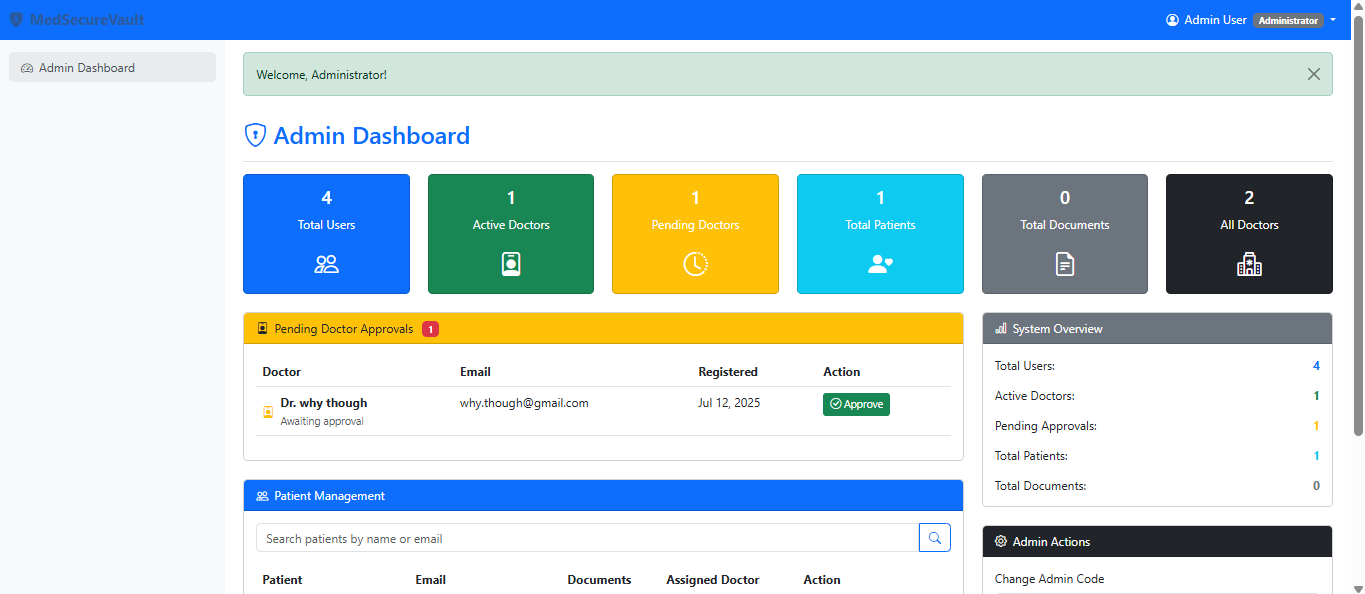 MedSecureVault
Admin User Administrator
Admin Dashboard
Welcome, Administrator!
Admin Dashboard
4
Total Users
1
Active Doctors
1
Pending Doctors
1
Total Patients
0
Total Documents
2
All Doctors
Pending Doctor Approvals 1
Doctor Email Registered Action
Dr. why though why.though@gmail.com Jul 12, 2025 Approve
Awaiting approval
System Overview
Total Users: 4
Active Doctors: 1
Pending Approvals: 1
Total Patients: 1
Total Documents: 0
Patient Management
Search patients by name or email
Patient Email Documents Assigned Doctor Action
Admin Actions
Change Admin Code